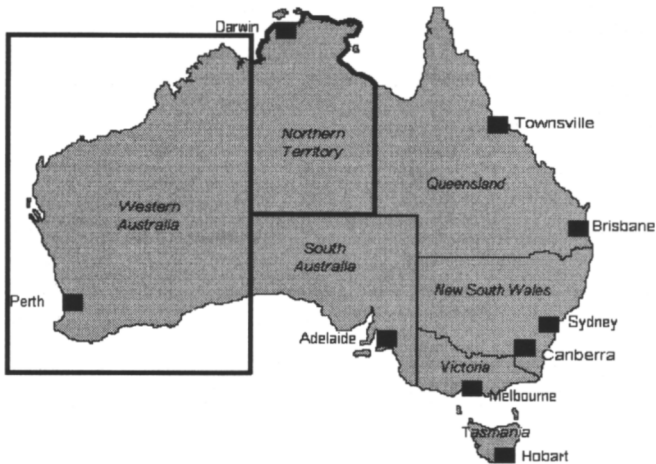 Darwin
Northern
Territory
Townsville
Queensland
Western
Australia
Brisbane
South
Australia
New South Wales
Perth
Sydney
Adelaide
Canberra
Victoria
Melbourne
Tasmania
Hobart